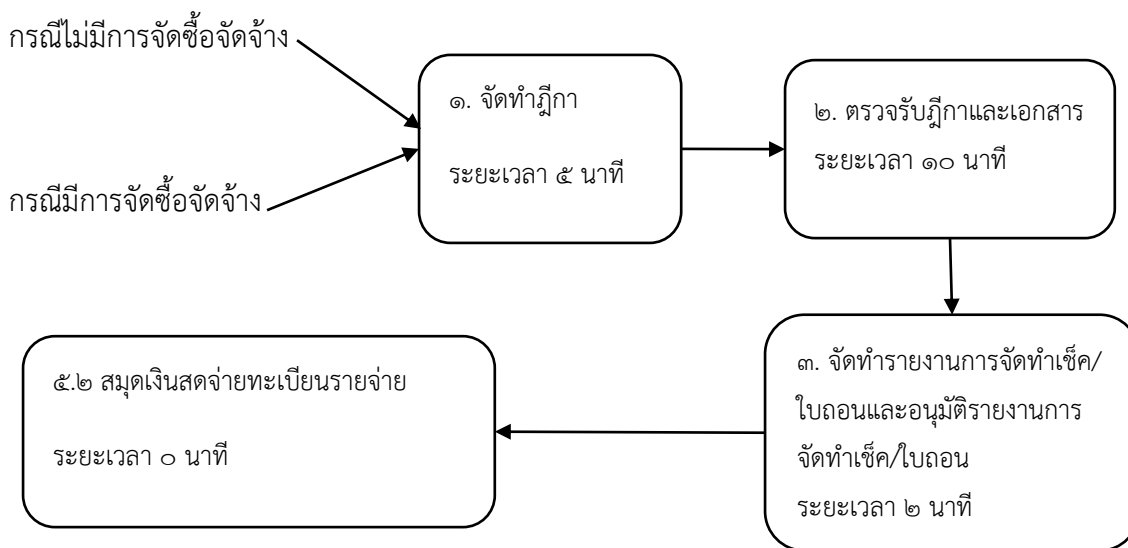 กรณีไม่มีการจัดซื้อจัดจ้าง
กรณีมีการจัดซื้อจัดจ้าง
๑. จัดทำฎีกา
ระยะเวลา ๕ นาที
๒. ตรวจรับฎีกาและเอกสาร
ระยะเวลา ๑๐ นาที
๓. จัดทำรายงานการจัดทำเช็ค/
ใบถอนและอนุมัติรายงานการ
จัดทำเช็ค/ใบถอน
ระยะเวลา ๒ นาที
๕.๒ สมุดเงินสดจ่ายทะเบียนรายจ่าย
ระยะเวลา ๐ นาที